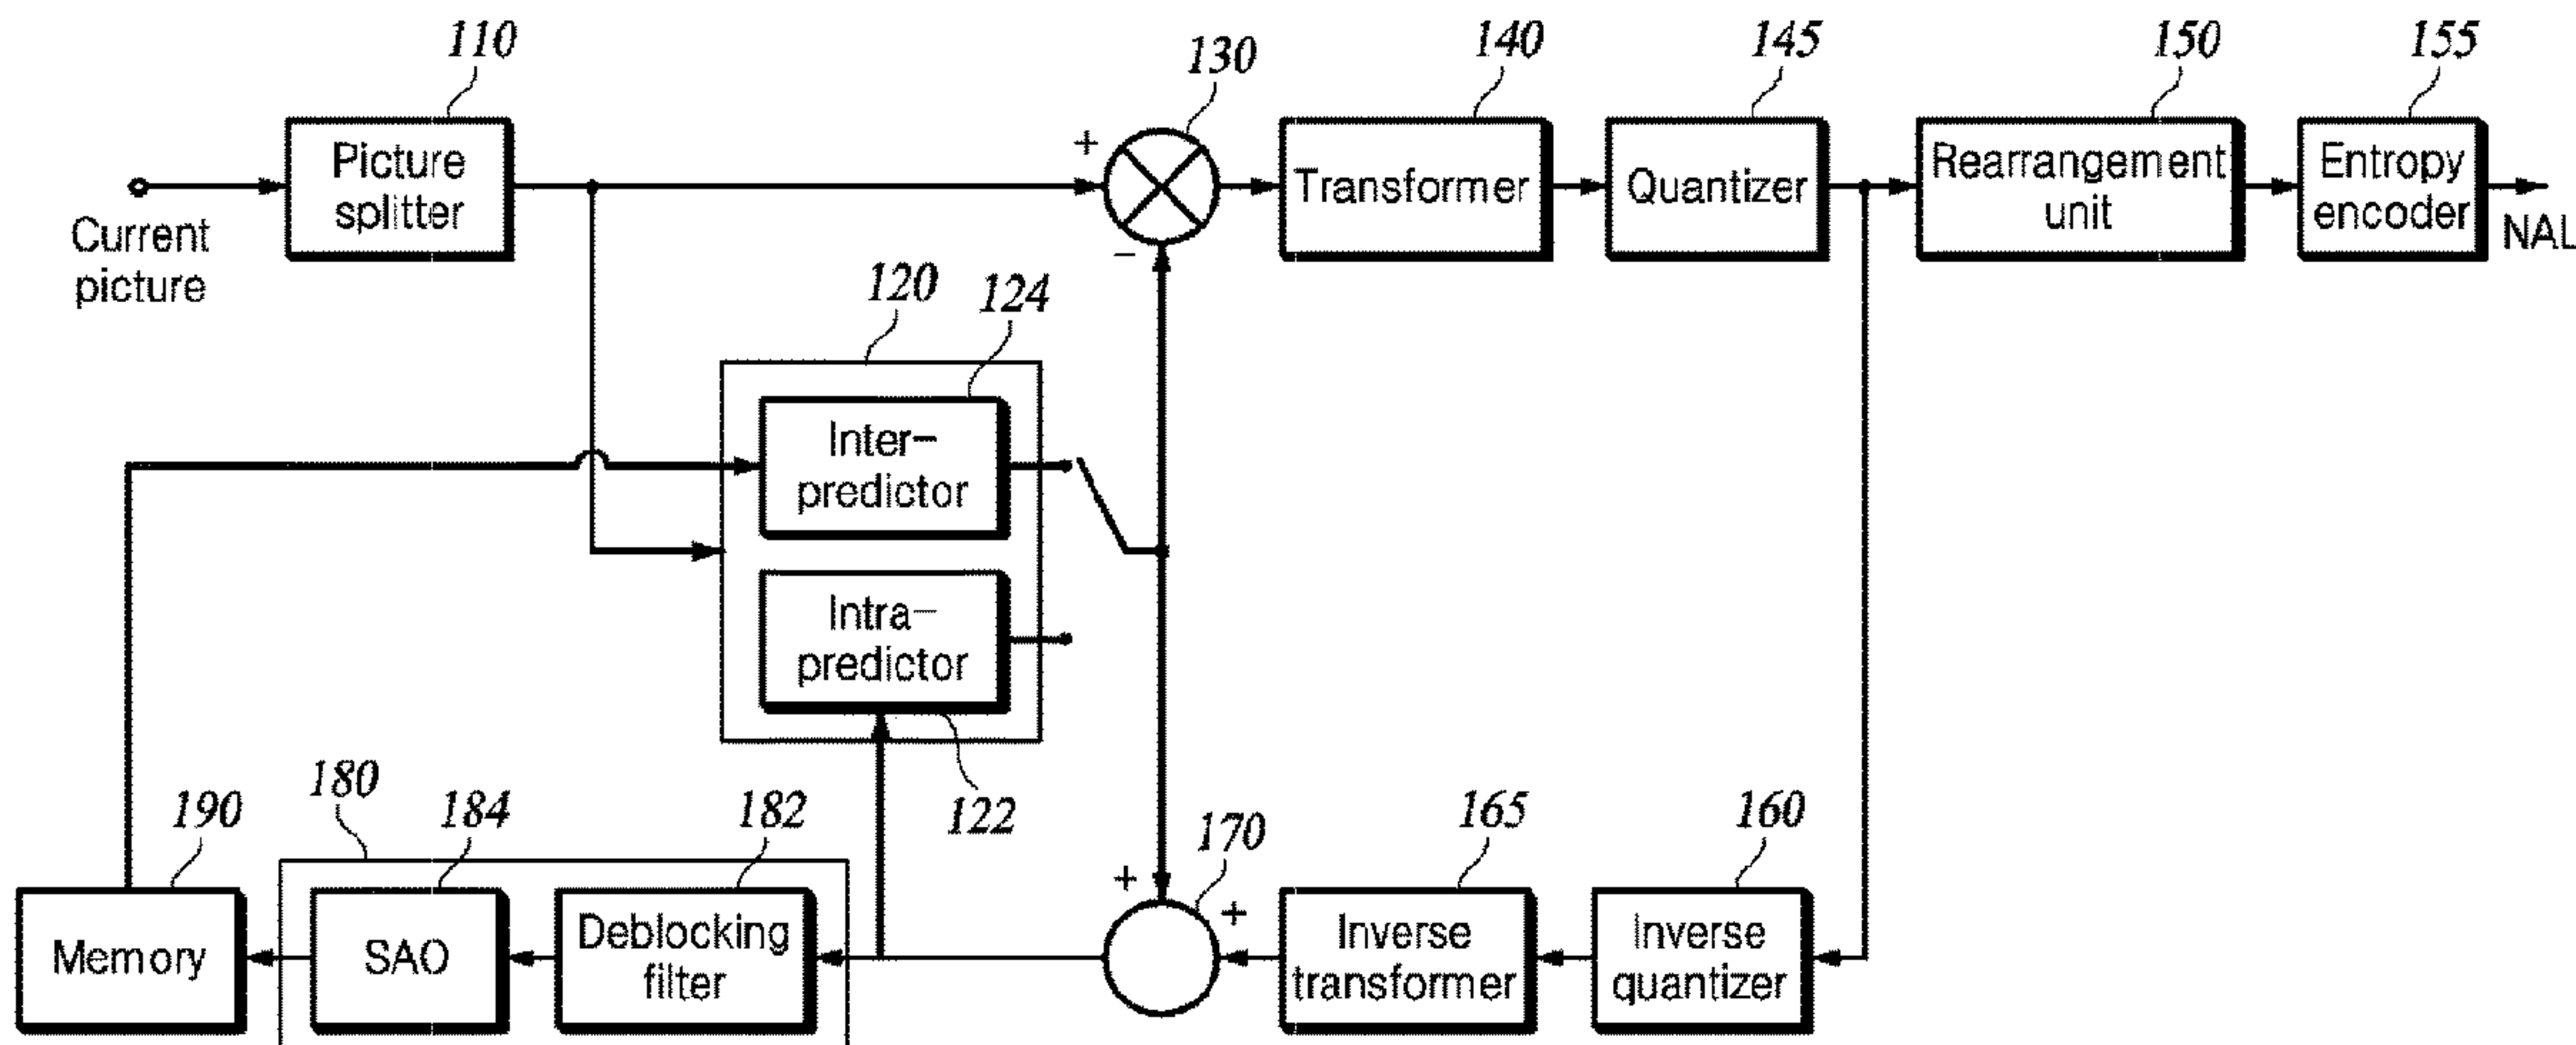 110
130
140
145
150
155
+
Picture
splitter
Transformer
Quantizer
Rearrangement
unit
Entropy
encoder
Current
picture
−
NAL
120
124
Inter-
predictor
Intra-
predictor
122
190
180
184
182
170
165
160
+
+
Memory
SAO
Deblocking
filter
Inverse
transformer
Inverse
quantizer